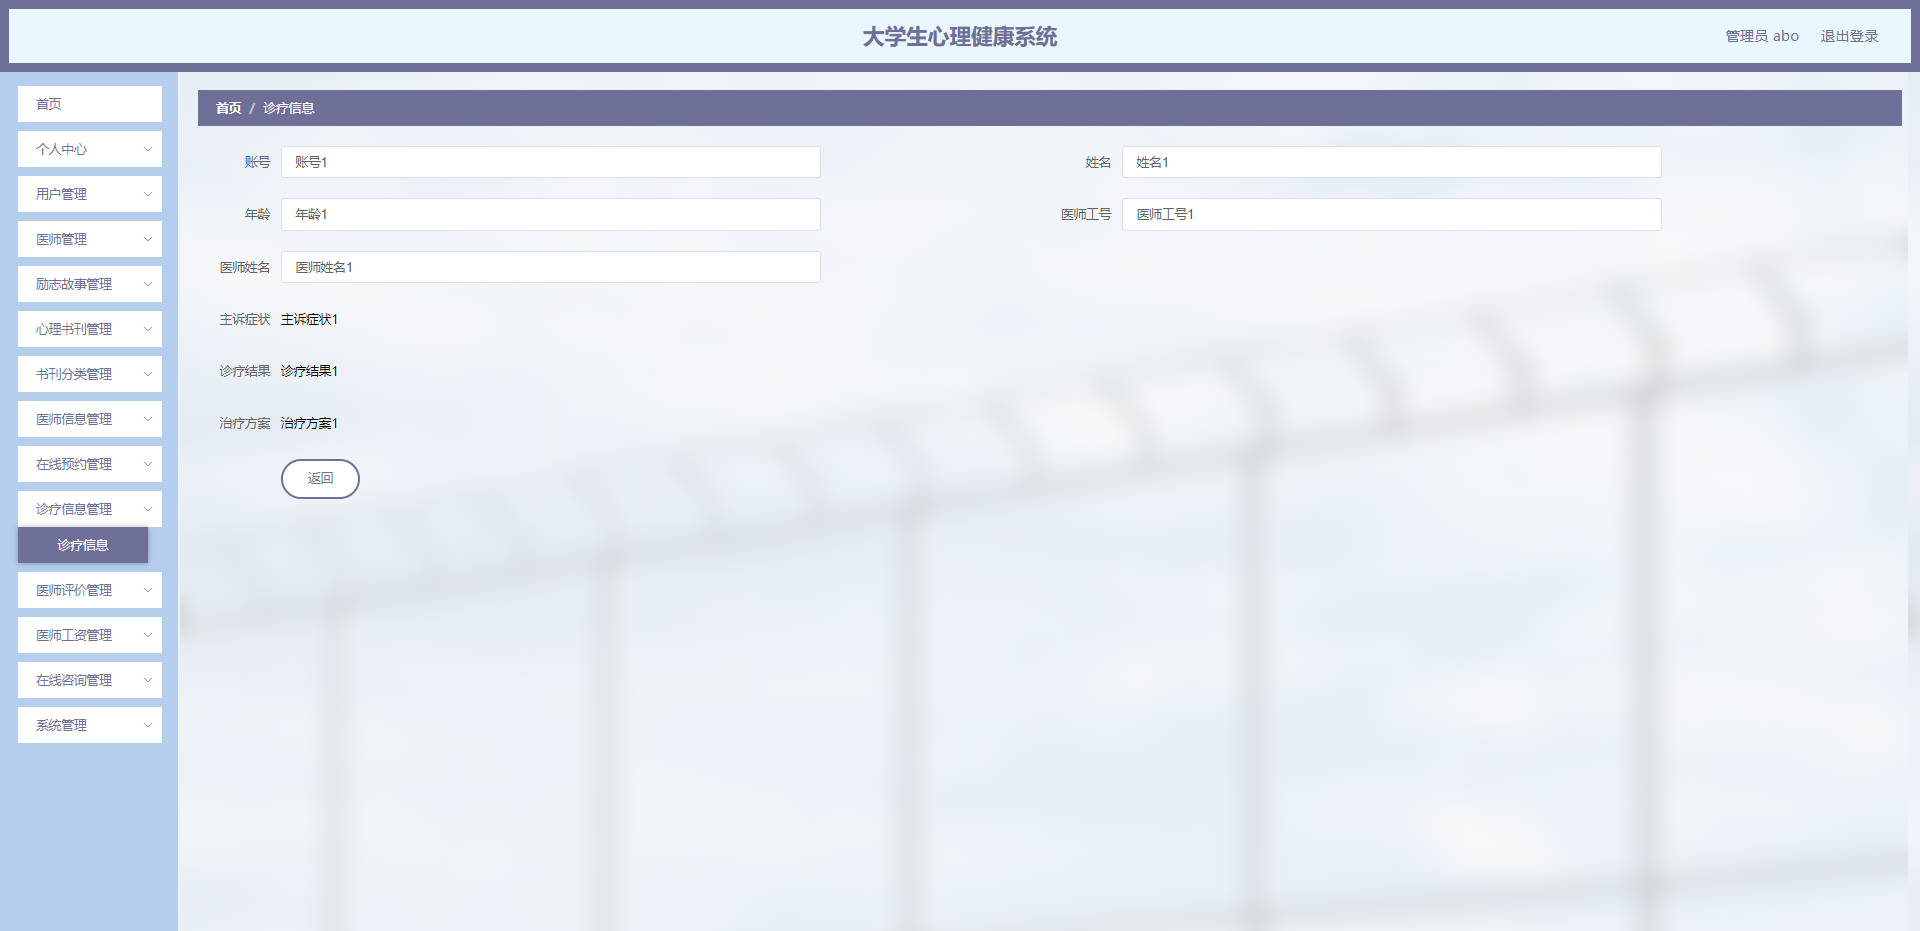 大学生心理健康系统
管理员 abo 退出登录
首页
个人中心
用户管理
医师管理
励志故事管理
心理书刊管理
书刊分类管理
医师信息管理
在线预约管理
诊疗信息管理
诊疗信息
医师评价管理
医师工资管理
在线咨询管理
系统管理
首页 / 诊疗信息
账号 账号1 姓名 姓名1
年龄 年龄1 医师工号 医师工号1
医师姓名 医师姓名1
主诉症状 主诉症状1
诊疗结果 诊疗结果1
治疗方案 治疗方案1
返回